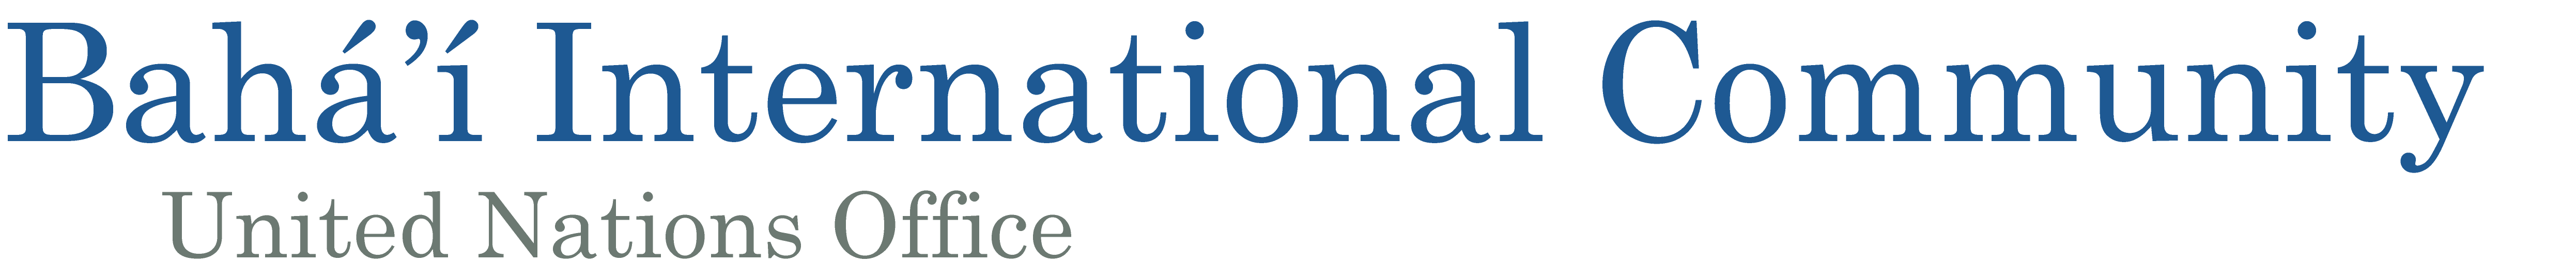 Bahá’í International Community
United Nations Office